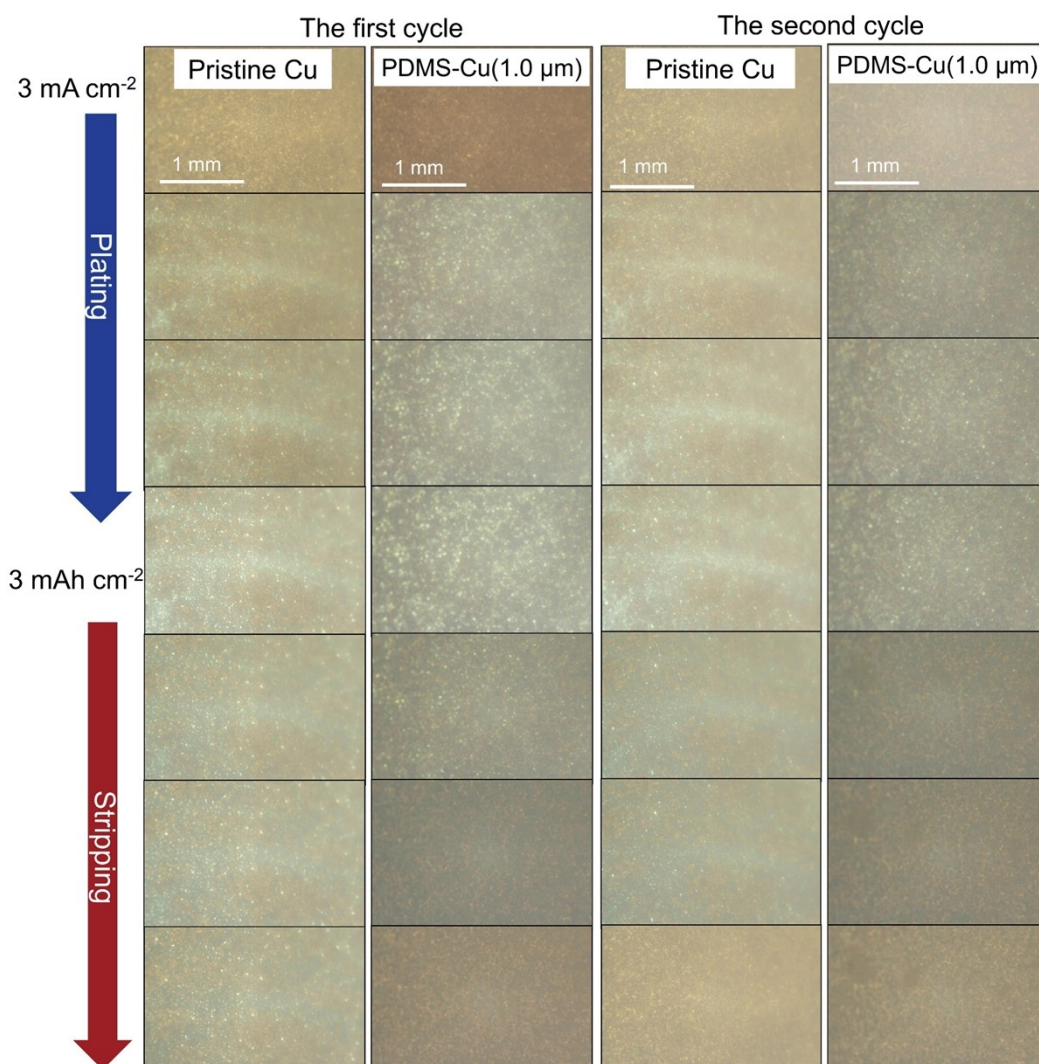 The first cycle
The second cycle
Pristine Cu
PDMS-Cu(1.0 µm)
Pristine Cu
PDMS-Cu(1.0 µm)
3 mA cm-2
1 mm
1 mm
1 mm
1 mm
Plating
3 mAh cm-2
Stripping